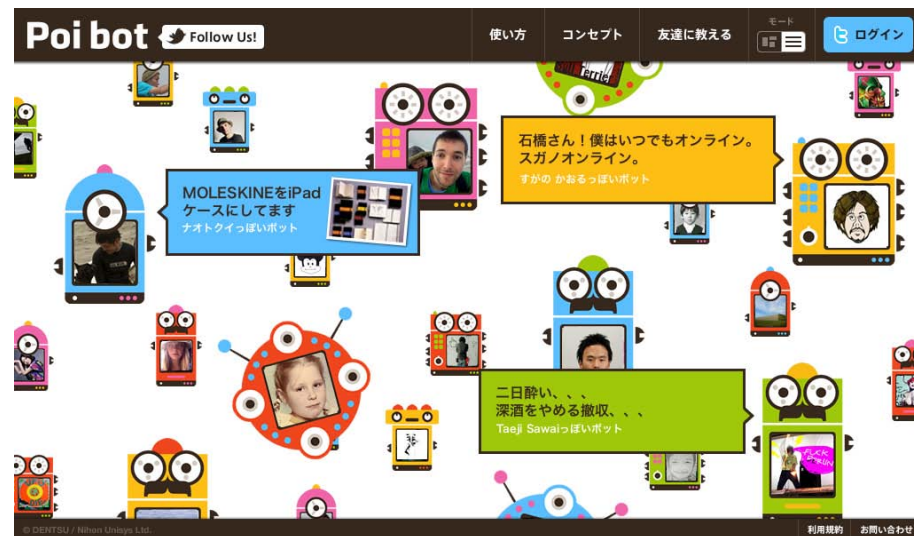 Poi bot
Follow Us!
使い方
コンセプト
友達に教える
モード
ログイン
Terrier
石橋さん！僕はいつでもオンライン。
スガノオンライン。
すがの かおるっぽいボット
MOLESKINEをiPad
ケースにしてます
ナオトクイっぽいボット
二日酔い、、、
深酒をやめる撤収、、、
Taeji Sawaiっぽいボット
FUCK
© DENTSU / Nihon Unisys Ltd.
利用規約
お問い合わせ